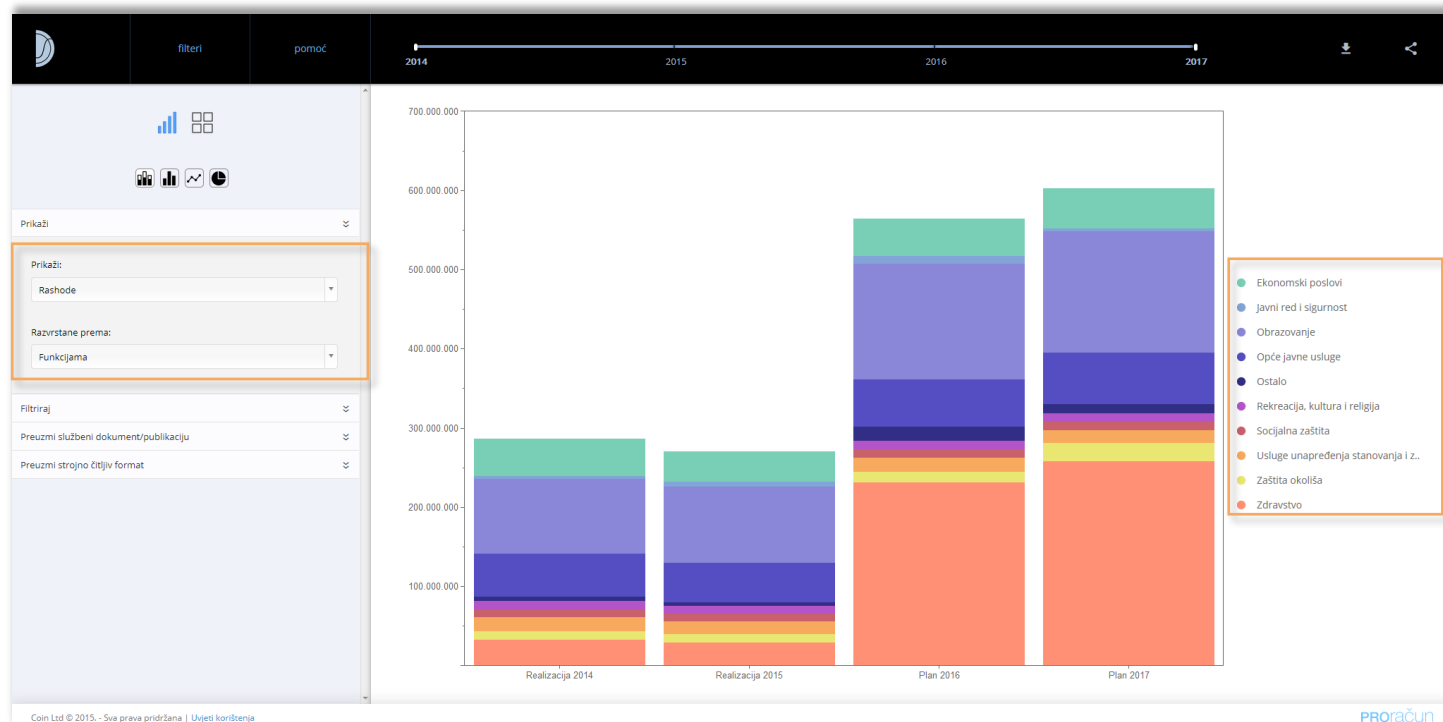 filteri
pomoć
2014
2015
2016
2017
Prikaži
Prikaži:
Rashode
Razvrstane prema:
Funkcijama
Filtriraj
Preuzmi službeni dokument/publikaciju
Preuzmi strojno čitljiv format
700.000.000
600.000.000
500.000.000
400.000.000
300.000.000
200.000.000
100.000.000
Realizacija 2014
Realizacija 2015
Plan 2016
Plan 2017
Ekonomski poslovi
Javni red i sigurnost
Obrazovanje
Opće javne usluge
Ostalo
Rekreacija, kultura i religija
Socijalna zaštita
Usluge unapređenja stanovanja i z..
Zaštita okoliša
Zdravstvo
Coin Ltd © 2015. - Sva prava pridržana | Uvjeti korištenja
PROračun